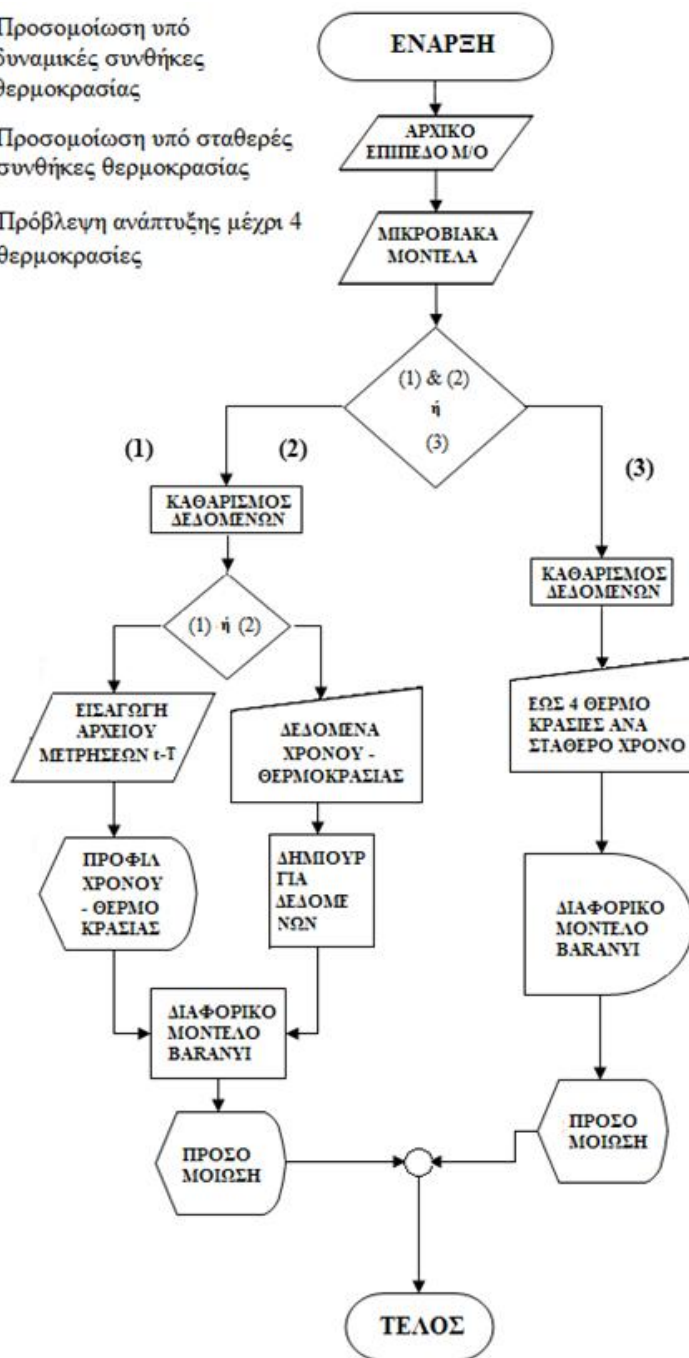 Προσομοίωση υπό
δυναμικές συνθήκες
θερμοκρασίας
Προσομοίωση υπό σταθερές
συνθήκες θερμοκρασίας
Πρόβλεψη ανάπτυξης μέχρι 4
θερμοκρασίες
ΕΝΑΡΞΗ
ΑΡΧΙΚΟ
ΕΠΙΠΕΔΟ Μ/Ο
ΜΙΚΡΟΒΙΑΚΑ
ΜΟΝΤΕΛΑ
(1) & (2)
ή
(3)
(1)
(2)
(3)
ΚΑΘΑΡΙΣΜΟΣ
ΔΕΔΟΜΕΝΩΝ
ΚΑΘΑΡΙΣΜΟΣ
ΔΕΔΟΜΕΝΩΝ
(1) ή (2)
ΕΙΣΑΓΩΓΗ
ΑΡΧΕΙΟΥ
ΜΕΤΡΗΣΕΩΝ t-T
ΔΕΔΟΜΕΝΑ
ΧΡΟΝΟΥ -
ΘΕΡΜΟΚΡΑΣΙΑΣ
ΕΩΣ 4 ΘΕΡΜΟ
ΚΡΑΣΙΕΣ ΑΝΑ
ΣΤΑΘΕΡΟ ΧΡΟΝΟ
ΠΡΟΦΙΛ
ΧΡΟΝΟΥ
- ΘΕΡΜΟ
ΚΡΑΣΙΑΣ
ΔΗΜΙΟΥΡ
ΓΙΑ
ΔΕΔΟΜΕ
ΝΩΝ
ΔΙΑΦΟΡΙΚΟ
ΜΟΝΤΕΛΟ
BARANYI
ΔΙΑΦΟΡΙΚΟ
ΜΟΝΤΕΛΟ
BARANYI
ΠΡΟΣΟ
ΜΟΙΩΣΗ
ΠΡΟΣΟ
ΜΟΙΩΣΗ
ΤΕΛΟΣ